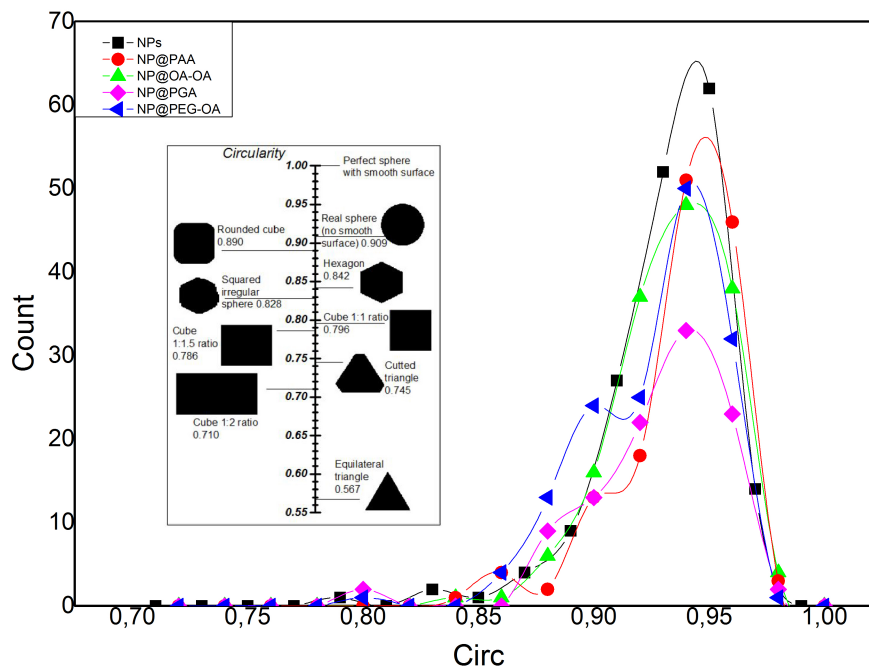 70
60
50
40
30
20
10
0
Count
NPs
NP@PAA
NP@OA-OA
NP@PGA
NP@PEG-OA
Circularity
1.00
0.95
0.90
0.85
0.80
0.75
0.70
0.65
0.60
0.55
Perfect sphere
with smooth surface
Real sphere
(no smooth
surface) 0.909
Rounded cube
0.890
Hexagon
0.842
Squared
irregular
sphere 0.828
Cube 1:1 ratio
0.796
Cube
1:1.5 ratio
0.786
Cutted
triangle
0.745
Cube 1:2 ratio
0.710
Equilateral
triangle
0.567
0,70
0,75
0,80
0,85
0,90
0,95
1,00
Circ